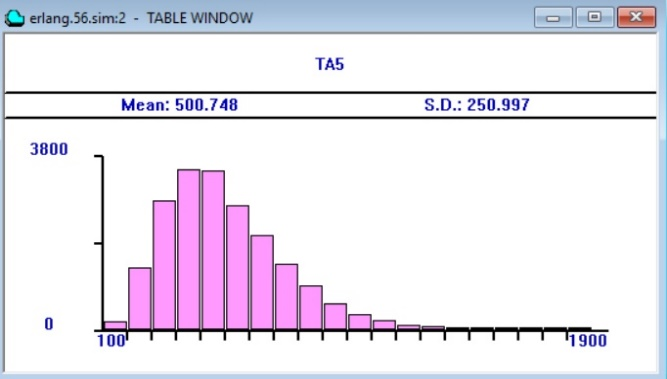 erlang.56.sim:2 - TABLE WINDOW
TA5
Mean: 500.748 S.D.: 250.997
3800
0
100 1900